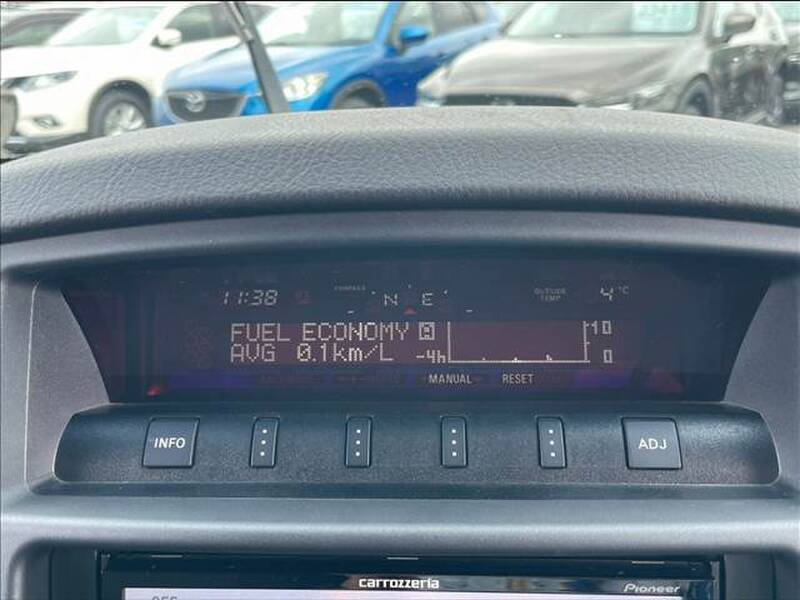 11:38 COMPASS N E OUTSIDE TEMP 4°C
FUEL ECONOMY A 10
AVG 0.1km/L -4h 0
MANUAL RESET
INFO ADJ
carrozzeria Pioneer